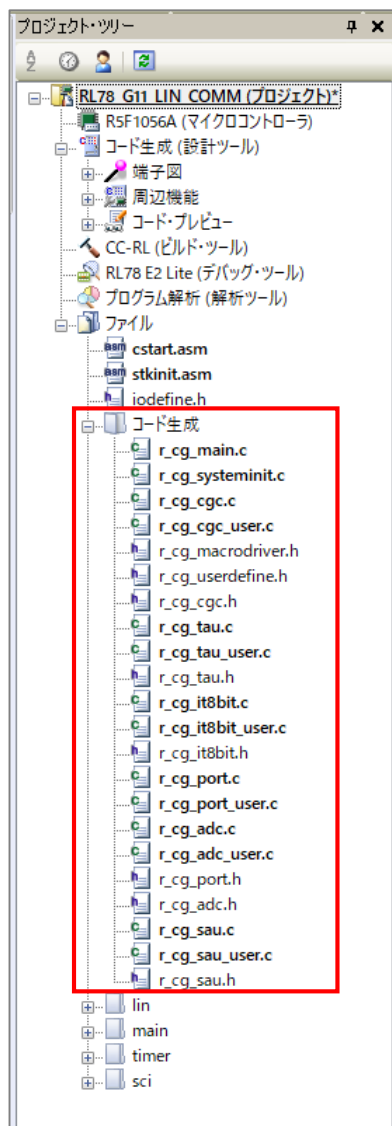 プロジェクト・ツリー
RL78_G11_LIN_COMM (プロジェクト)*
R5F1056A (マイクロコントローラ)
コード生成 (設計ツール)
端子図
周辺機能
コード・プレビュー
CC-RL (ビルド・ツール)
RL78 E2 Lite (デバッグ・ツール)
プログラム解析 (解析ツール)
ファイル
cstart.asm
stkinit.asm
iodefine.h
コード生成
r_cg_main.c
r_cg_systeminit.c
r_cg_cgc.c
r_cg_cgc_user.c
r_cg_macrodriver.h
r_cg_userdefine.h
r_cg_cgc.h
r_cg_tau.c
r_cg_tau_user.c
r_cg_tau.h
r_cg_it8bit.c
r_cg_it8bit_user.c
r_cg_it8bit.h
r_cg_port.c
r_cg_port_user.c
r_cg_adc.c
r_cg_adc_user.c
r_cg_port.h
r_cg_adc.h
r_cg_sau.c
r_cg_sau_user.c
r_cg_sau.h
lin
main
timer
sci